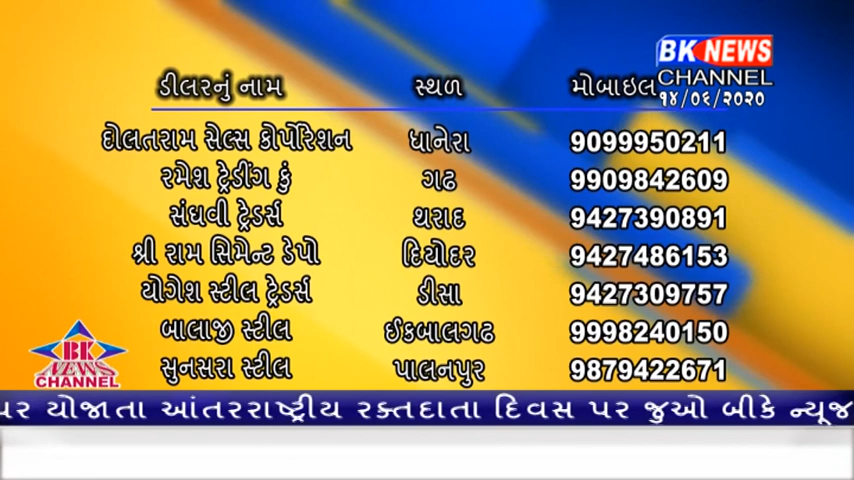 BK NEWS
CHANNEL
૧૪/૦૬/૨૦૨૦
ડીલરનું નામ સ્થળ મોબાઇલ
દોલતરામ સેલ્સ કોર્પોરેશન ધાનેરા 9099950211
રમેશ ટ્રેડીંગ કું ગઢ 9909842609
સંઘવી ટ્રેડર્સ થરાદ 9427390891
શ્રી રામ સિમેન્ટ ડેપો દિયોદર 9427486153
યોગેશ સ્ટીલ ટ્રેડર્સ ડીસા 9427309757
બાલાજી સ્ટીલ ઈકબાલગઢ 9998240150
સુનસરા સ્ટીલ પાલનપુર 9879422671
BK
NEWS
CHANNEL
પર યોજાતા આંતરરાષ્ટ્રીય રક્તદાતા દિવસ પર જુઓ બીકે ન્યૂજ